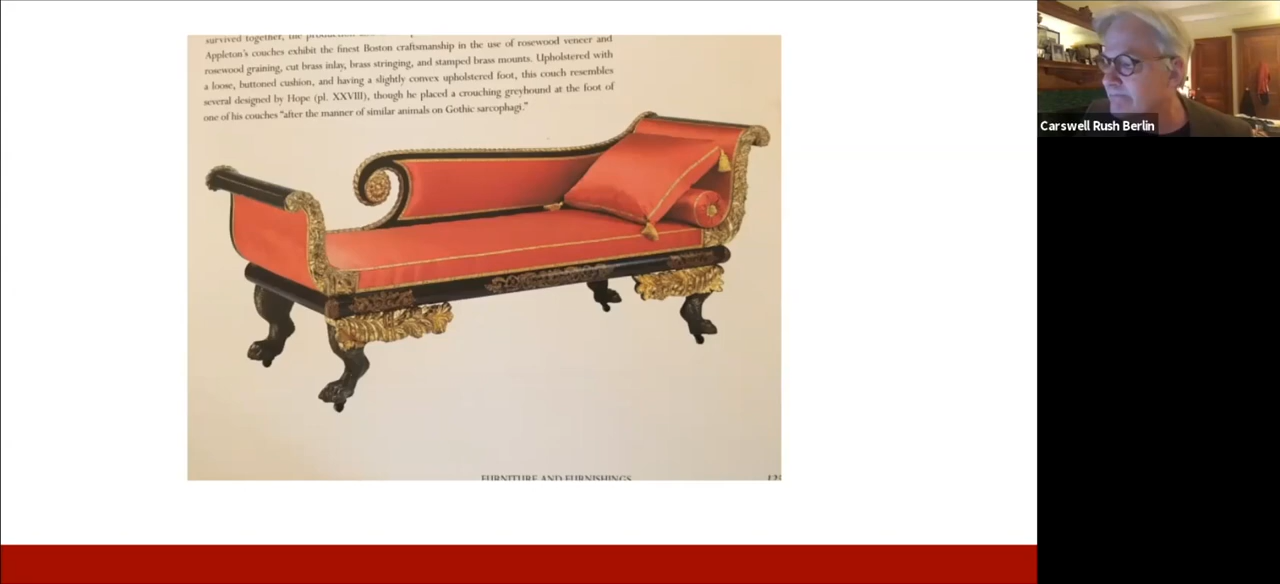 survived together, the
Appleton's couches exhibit the finest Boston craftsmanship in the use of rosewood veneer and
rosewood graining, cut brass inlay, brass stringing, and stamped brass mounts. Upholstered with
a loose, buttoned cushion, and having a slightly convex upholstered foot, this couch resembles
several designed by Hope (pl. XXVIII), though he placed a crouching greyhound at the foot of
one of his couches "after the manner of similar animals on Gothic sarcophagi."
FURNITURE AND FURNISHINGS
Carswell Rush Berlin